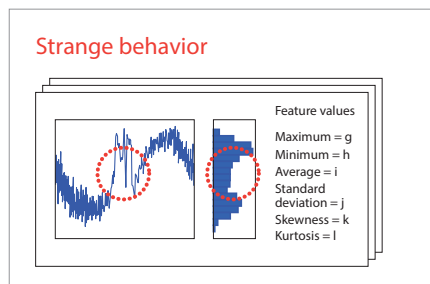 Strange behavior
Feature values
Maximum = g
Minimum = h
Average = i
Standard
deviation = j
Skewness = k
Kurtosis = l